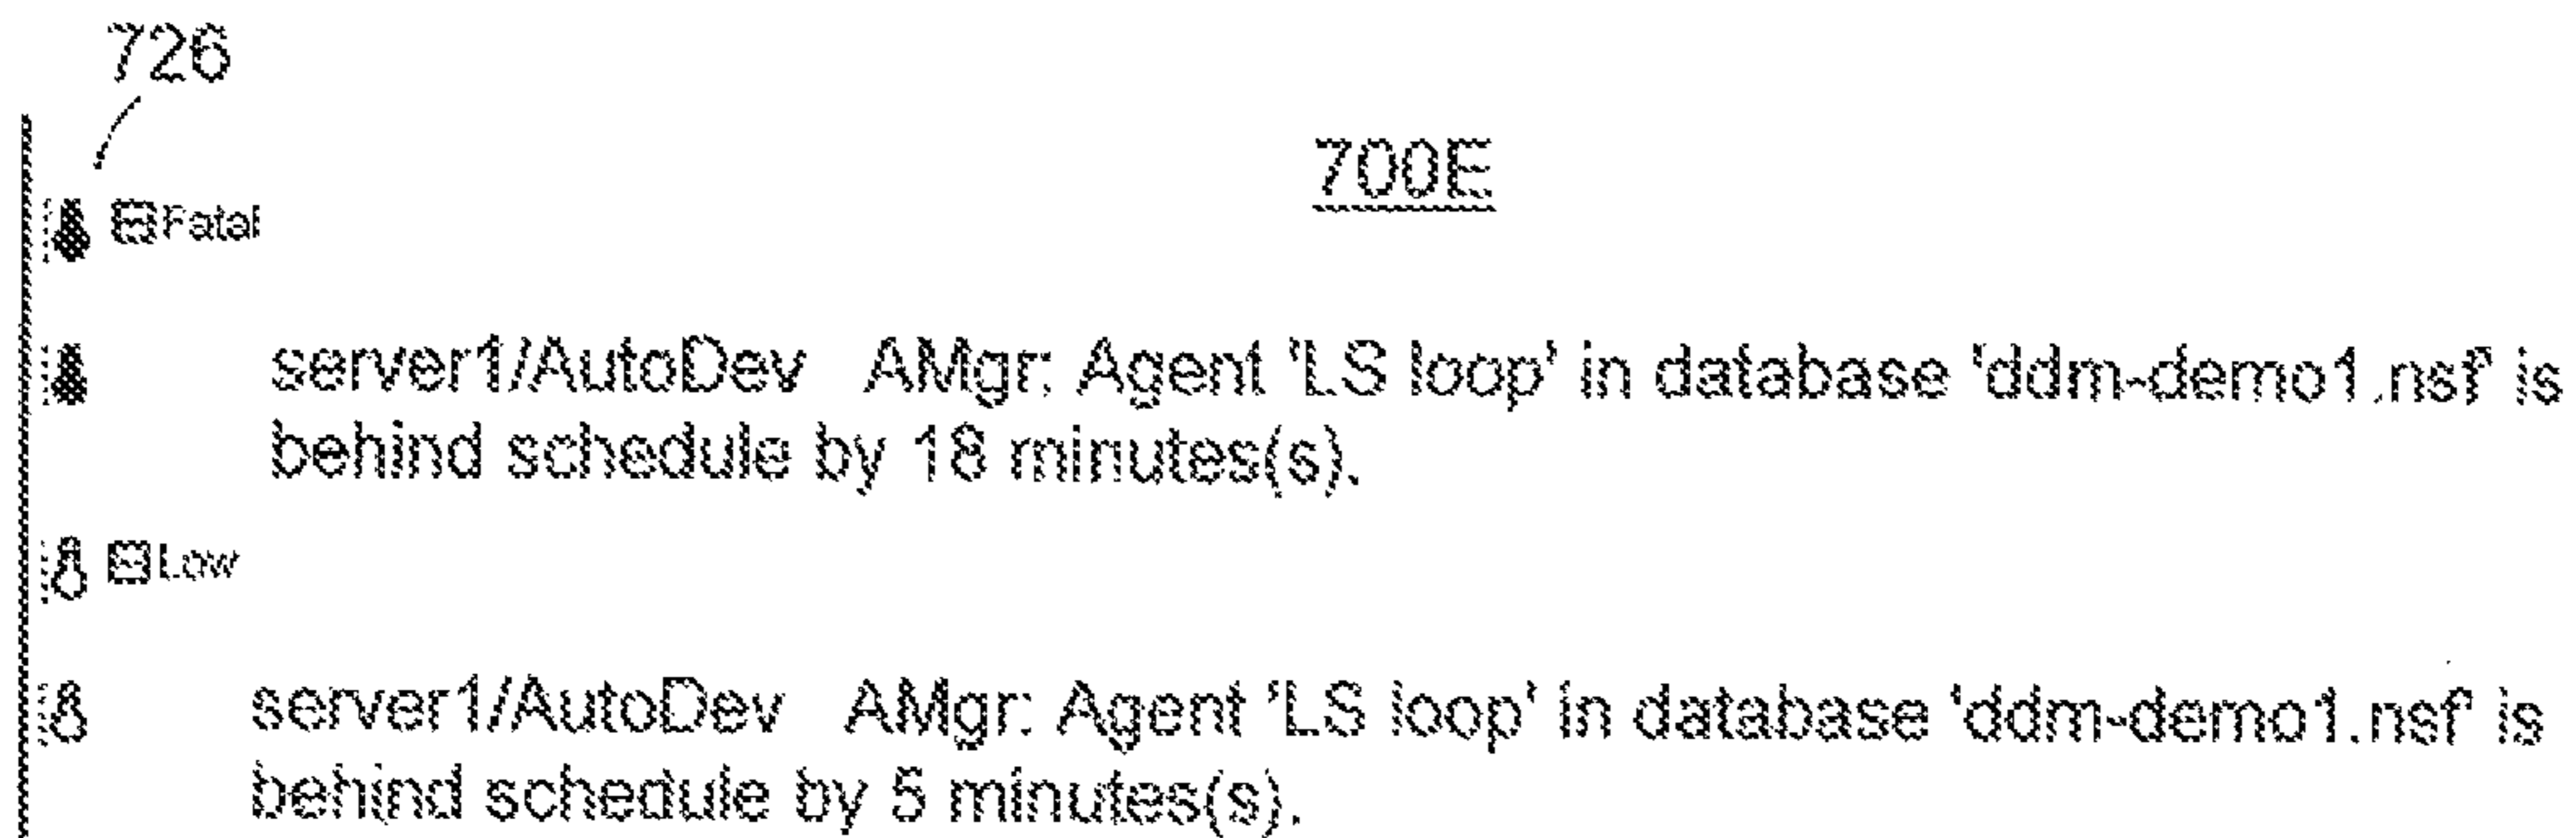 726
700E
Fatal
server1/AutoDev AMgr: Agent 'LS loop' in database 'ddm-demo1.nsf' is
behind schedule by 18 minutes(s).
Low
server1/AutoDev AMgr: Agent 'LS loop' in database 'ddm-demo1.nsf' is
behind schedule by 5 minutes(s).